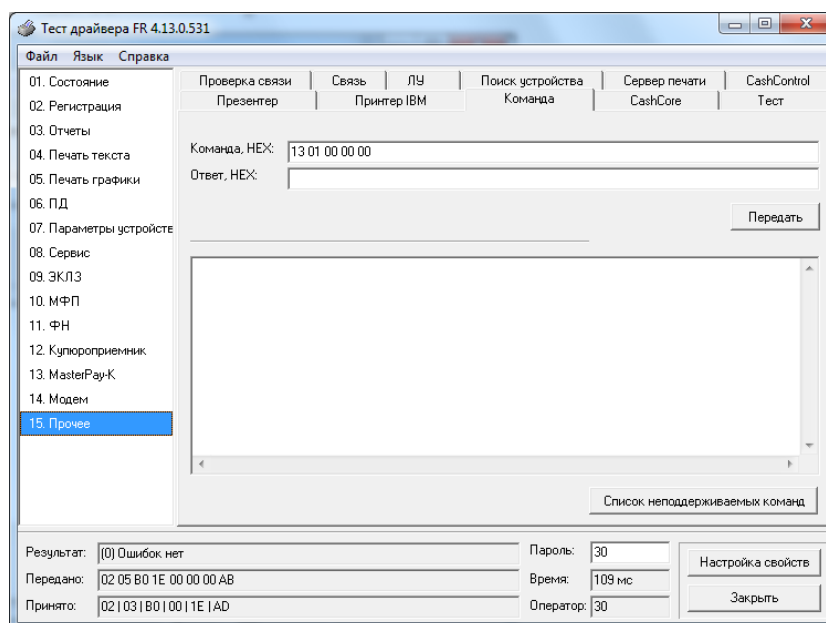 Тест драйвера FR 4.13.0.531
Файл Язык Справка
01. Состояние
02. Регистрация
03. Отчеты
04. Печать текста
05. Печать графики
06. ПД
07. Параметры устройств
08. Сервис
09. ЭКЛЗ
10. МФП
11. ФН
12. Купюроприемник
13. MasterPay-K
14. Модем
15. Прочее
Проверка связи Связь ЛУ Поиск устройства Сервер печати CashControl
Презентер Принтер IBM Команда CashCore Тест
Команда, HEX: 13 01 00 00 00
Ответ, HEX:
Передать
Список неподдерживаемых команд
Результат: (0) Ошибок нет
Передано: 02 05 B0 1E 00 00 00 AB
Принято: 02 | 03 | B0 | 00 | 1E | AD
Пароль: 30
Время: 109 мс
Оператор: 30
Настройка свойств
Закрыть